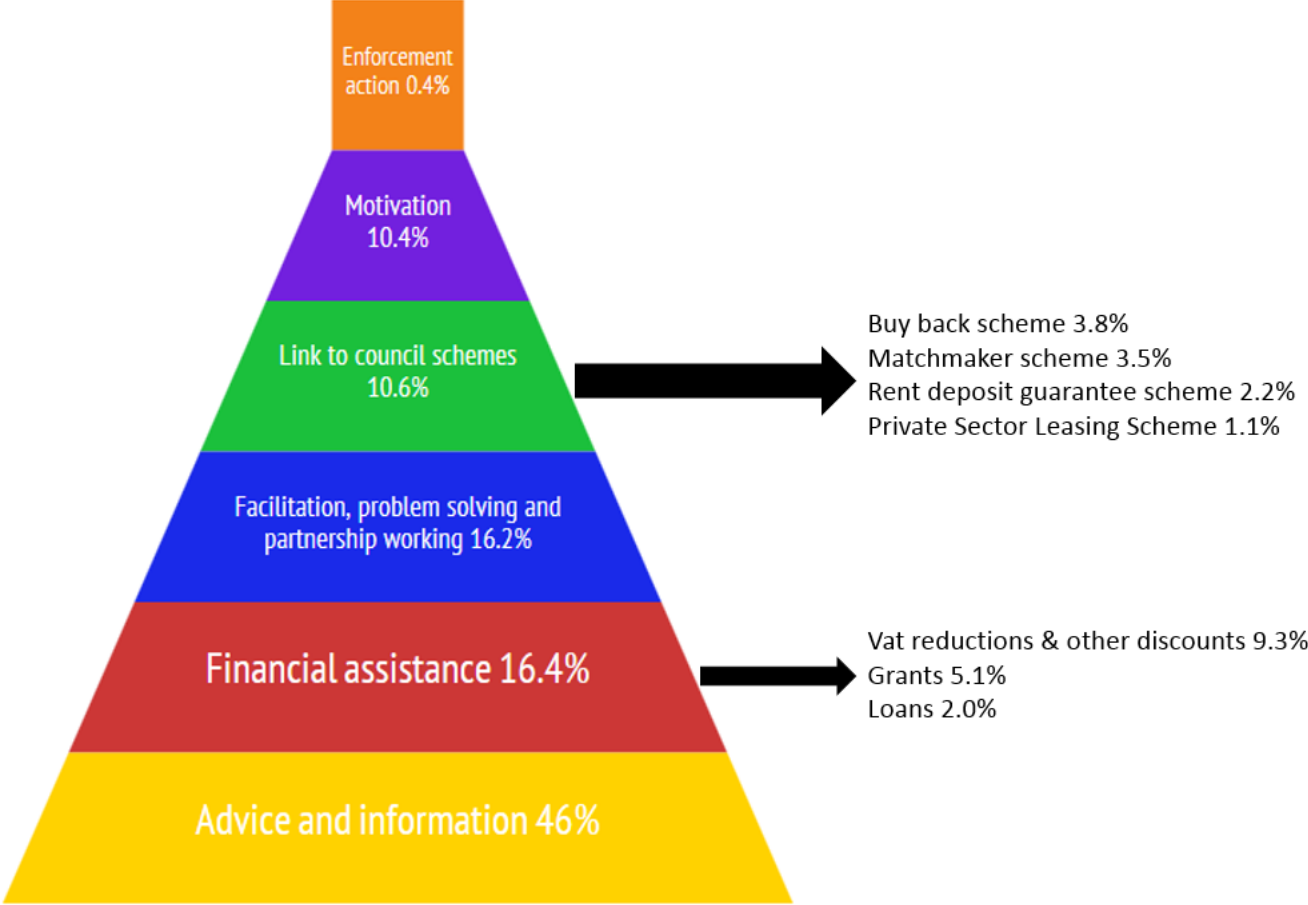 Enforcement
action 0.4%
Motivation
10.4%
Link to council schemes
10.6%
Buy back scheme 3.8%
Matchmaker scheme 3.5%
Rent deposit guarantee scheme 2.2%
Private Sector Leasing Scheme 1.1%
Facilitation, problem solving and
partnership working 16.2%
Financial assistance 16.4%
Vat reductions & other discounts 9.3%
Grants 5.1%
Loans 2.0%
Advice and information 46%